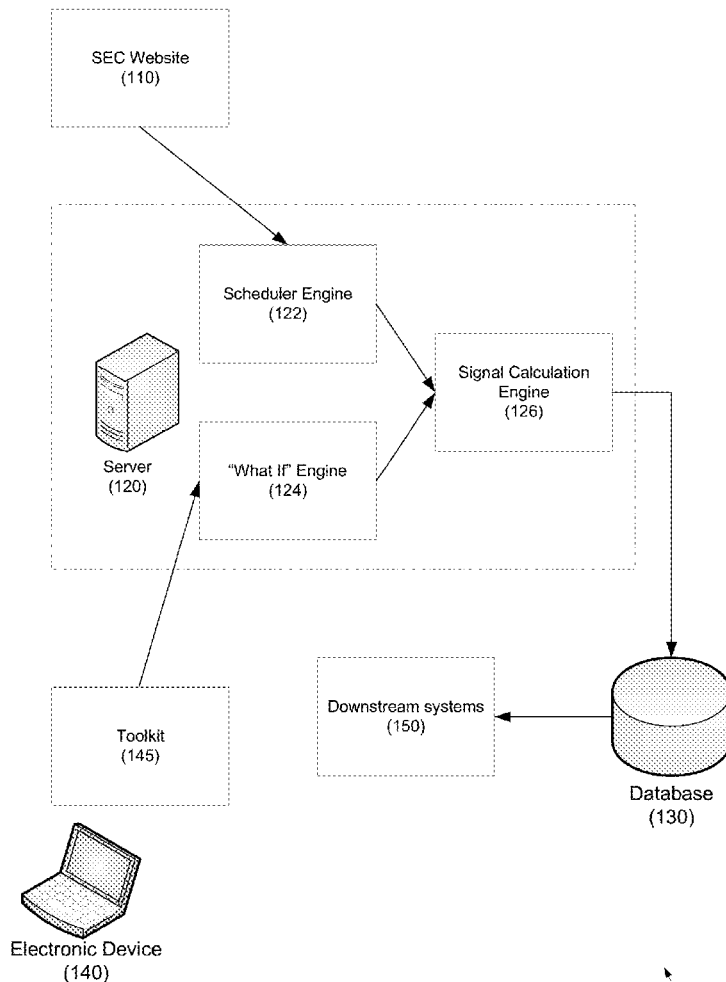 SEC Website
(110)
Scheduler Engine
(122)
Signal Calculation
Engine
(126)
Server
(120)
"What If" Engine
(124)
Toolkit
(145)
Downstream systems
(150)
Database
(130)
Electronic Device
(140)